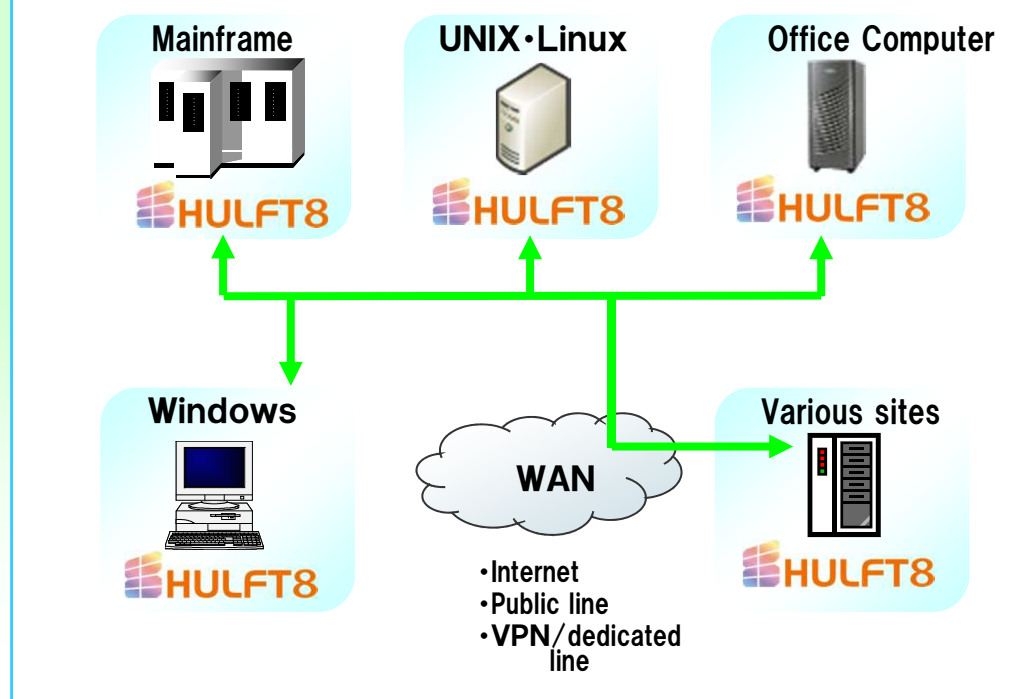 Mainframe
UNIX・Linux
Office Computer
HULFT8
HULFT8
HULFT8
Windows
WAN
Various sites
HULFT8
HULFT8
・Internet
・Public line
・VPN/dedicated
line